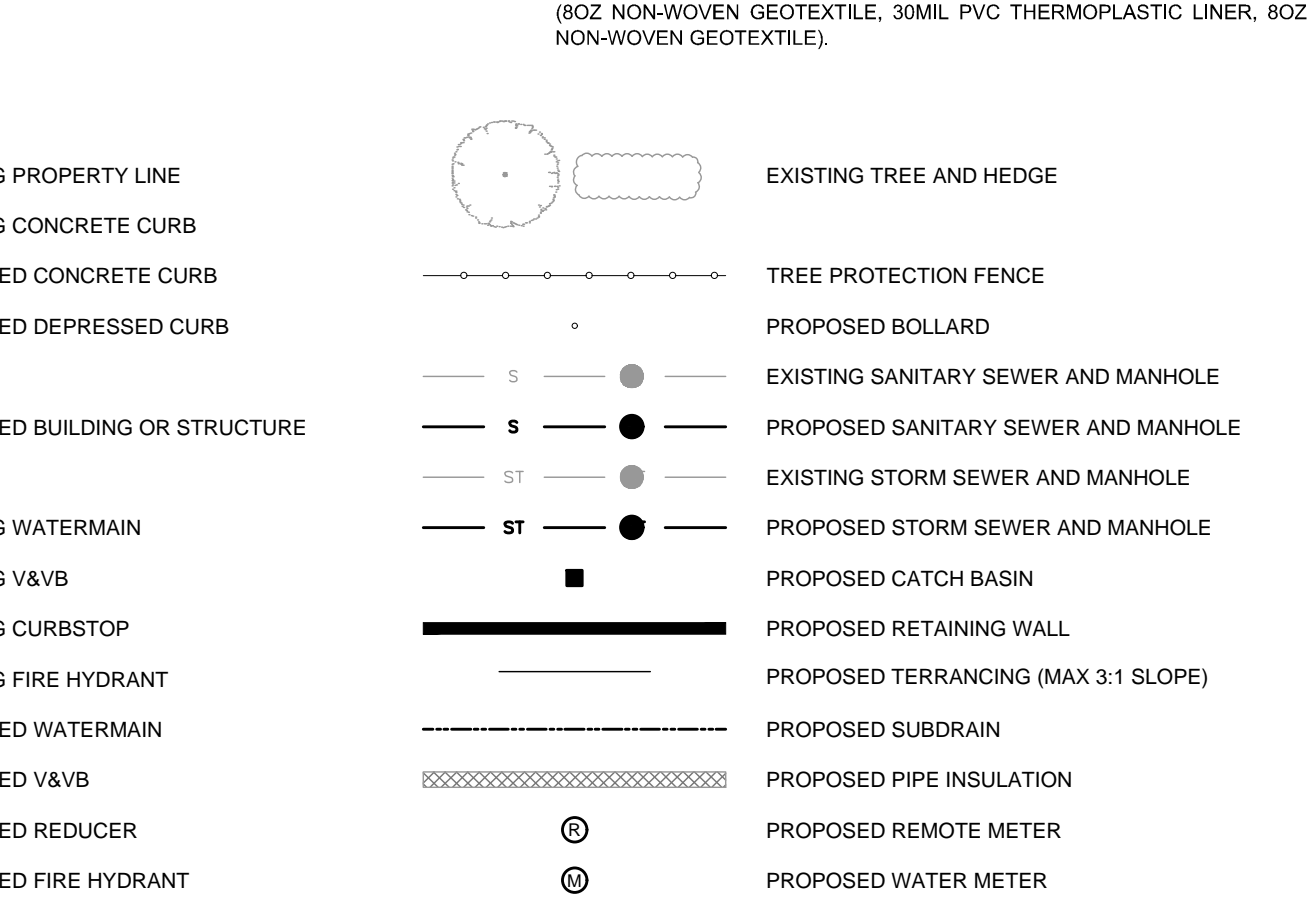 (8OZ NON-WOVEN GEOTEXTILE, 30MIL PVC THERMOPLASTIC LINER, 8OZ
NON-WOVEN GEOTEXTILE).
G PROPERTY LINE
EXISTING TREE AND HEDGE
G CONCRETE CURB
ED CONCRETE CURB
TREE PROTECTION FENCE
ED DEPRESSED CURB
PROPOSED BOLLARD
S
EXISTING SANITARY SEWER AND MANHOLE
ED BUILDING OR STRUCTURE
S
PROPOSED SANITARY SEWER AND MANHOLE
ST
EXISTING STORM SEWER AND MANHOLE
G WATERMAIN
ST
PROPOSED STORM SEWER AND MANHOLE
G V&VB
PROPOSED CATCH BASIN
G CURBSTOP
PROPOSED RETAINING WALL
G FIRE HYDRANT
PROPOSED TERRANCING (MAX 3:1 SLOPE)
ED WATERMAIN
PROPOSED SUBDRAIN
ED V&VB
PROPOSED PIPE INSULATION
ED REDUCER
R
PROPOSED REMOTE METER
ED FIRE HYDRANT
M
PROPOSED WATER METER